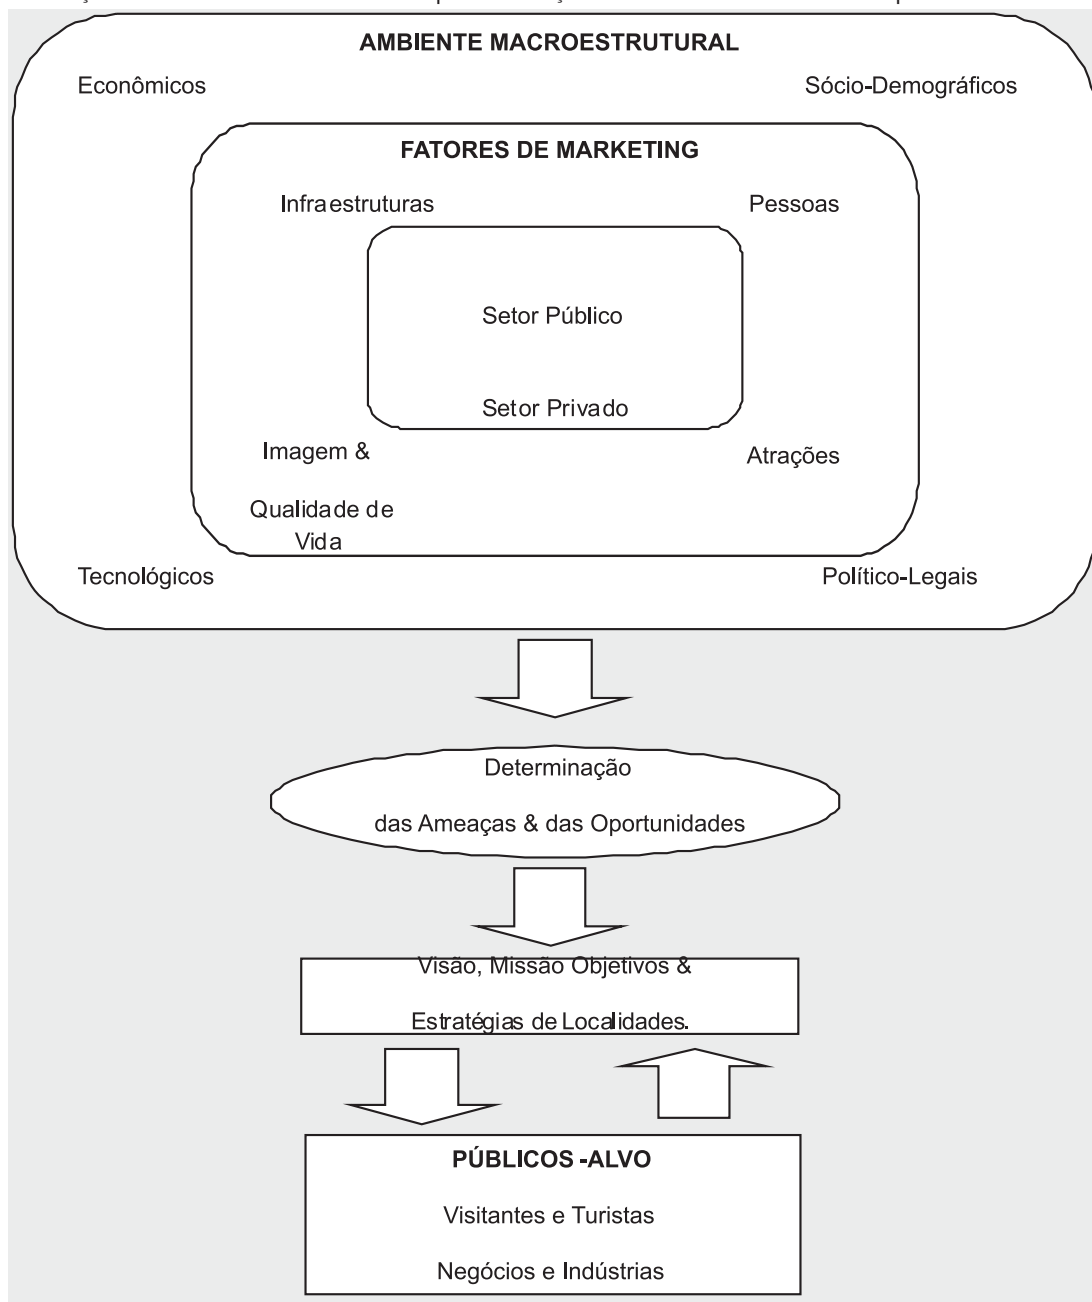 AMBIENTE MACROESTRUTURAL
Econômicos
Sócio-Demográficos
FATORES DE MARKETING
Infraestruturas
Pessoas
Setor Público
Setor Privado
Imagem &
Atrações
Qualidade de
Vida
Tecnológicos
Político-Legais
Determinação
das Ameaças & das Oportunidades
Visão, Missão Objetivos &
Estratégias de Localidades.
PÚBLICOS -ALVO
Visitantes e Turistas
Negócios e Indústrias